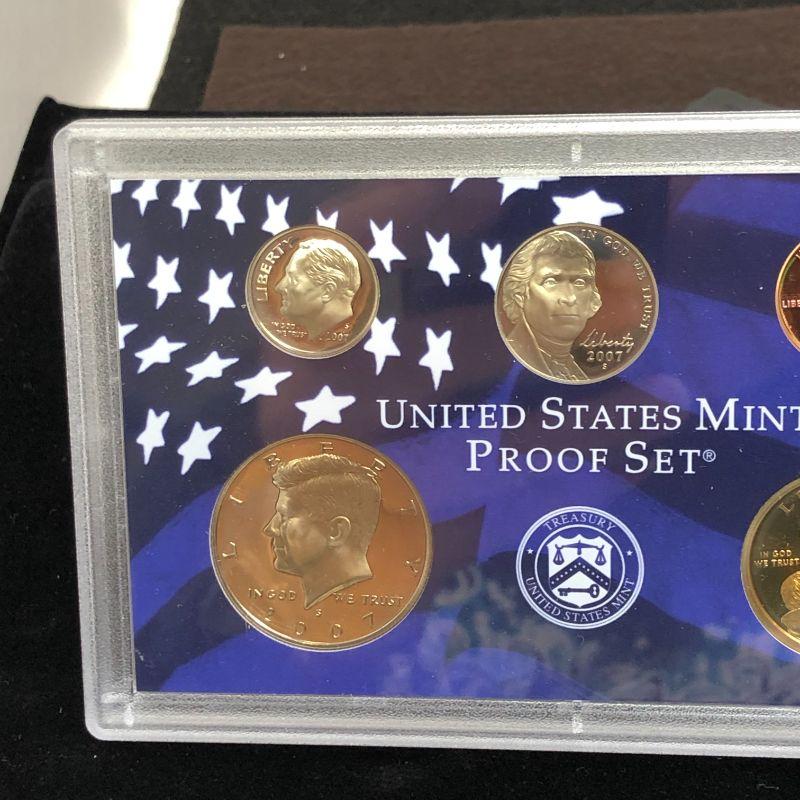 LIBERTY
IN GOD
WE TRUST
S
2007
IN GOD WE TRUST
Liberty
2007
S
LIBER
UNITED STATES MINT
PROOF SET®
LIBERTY
IN GOD WE TRUST
S
2007
TREASURY
UNITED STATES MINT
L
IN GOD
WE TRUST